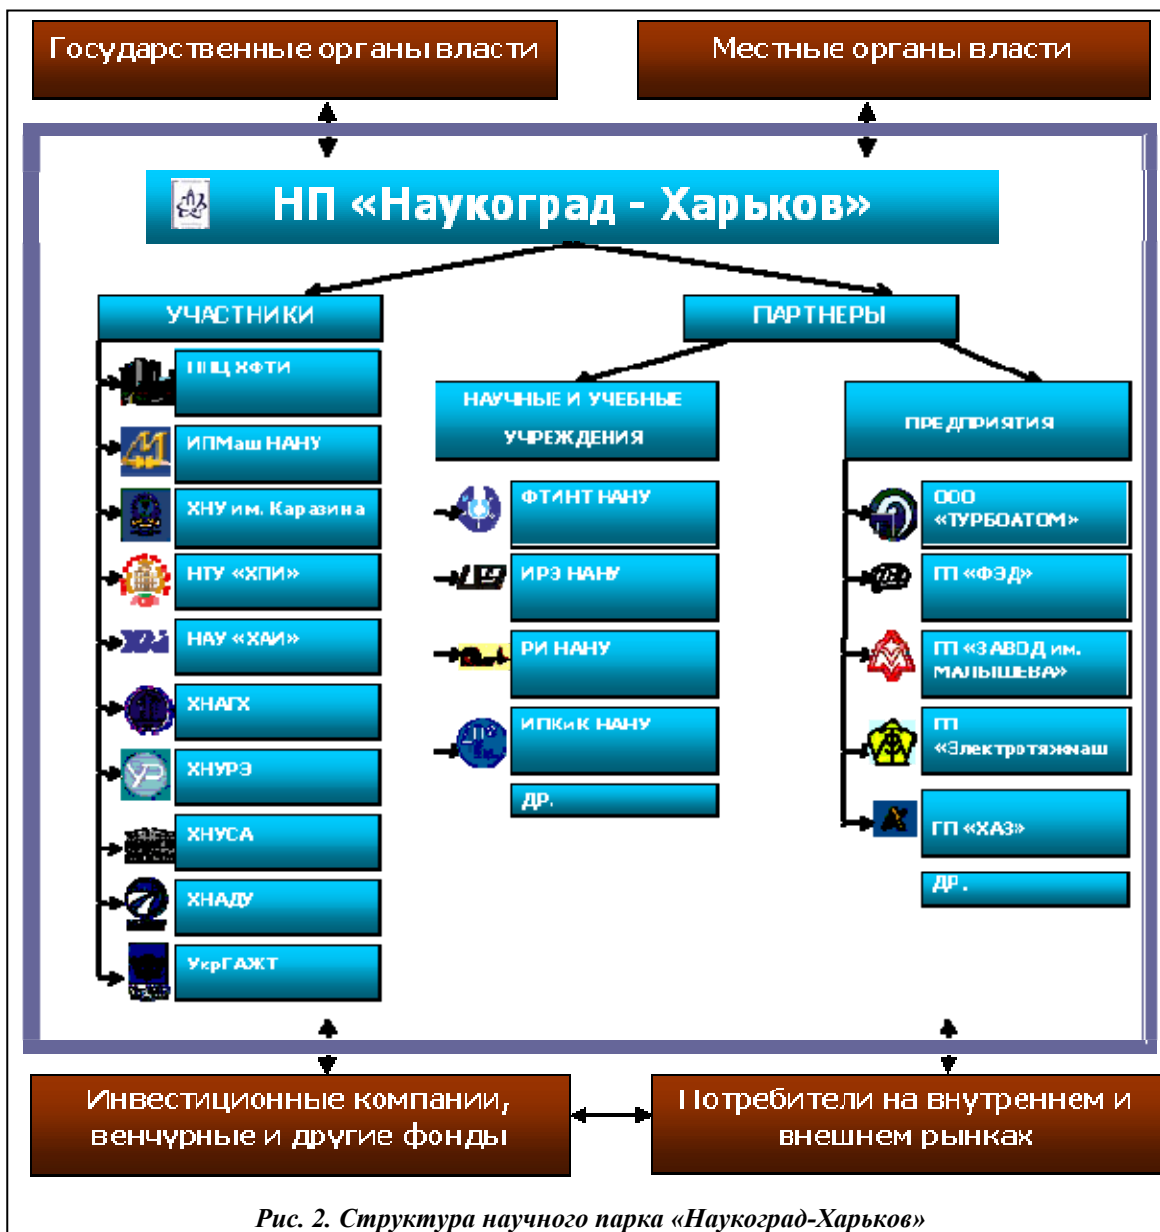 Государственные органы власти
Местные органы власти
НП «Наукоград - Харьков»
УЧАСТНИКИ
ННЦ ХФТИ
ИПМаш НАНУ
ХНУ им. Каразина
НТУ «ХПИ»
НАУ «ХАИ»
ХНАГХ
ХНУРЭ
ХНУСА
ХНАДУ
УкрГАЖТ
ПАРТНЕРЫ
НАУЧНЫЕ И УЧЕБНЫЕ
УЧРЕЖДЕНИЯ
ФТИНТ НАНУ
ИРЭ НАНУ
РИ НАНУ
ИПКиК НАНУ
ДР.
ПРЕДПРИЯТИЯ
ООО
«ТУРБОАТОМ»
ГП «ФЭД»
ГП «ЗАВОД им.
МАЛЫШЕВА»
ГП
«Электротяжмаш
ГП «ХАЗ»
ДР.
Инвестиционные компании,
венчурные и другие фонды
Потребители на внутреннем и
внешнем рынках
Рис. 2. Структура научного парка «Наукоград-Харьков»